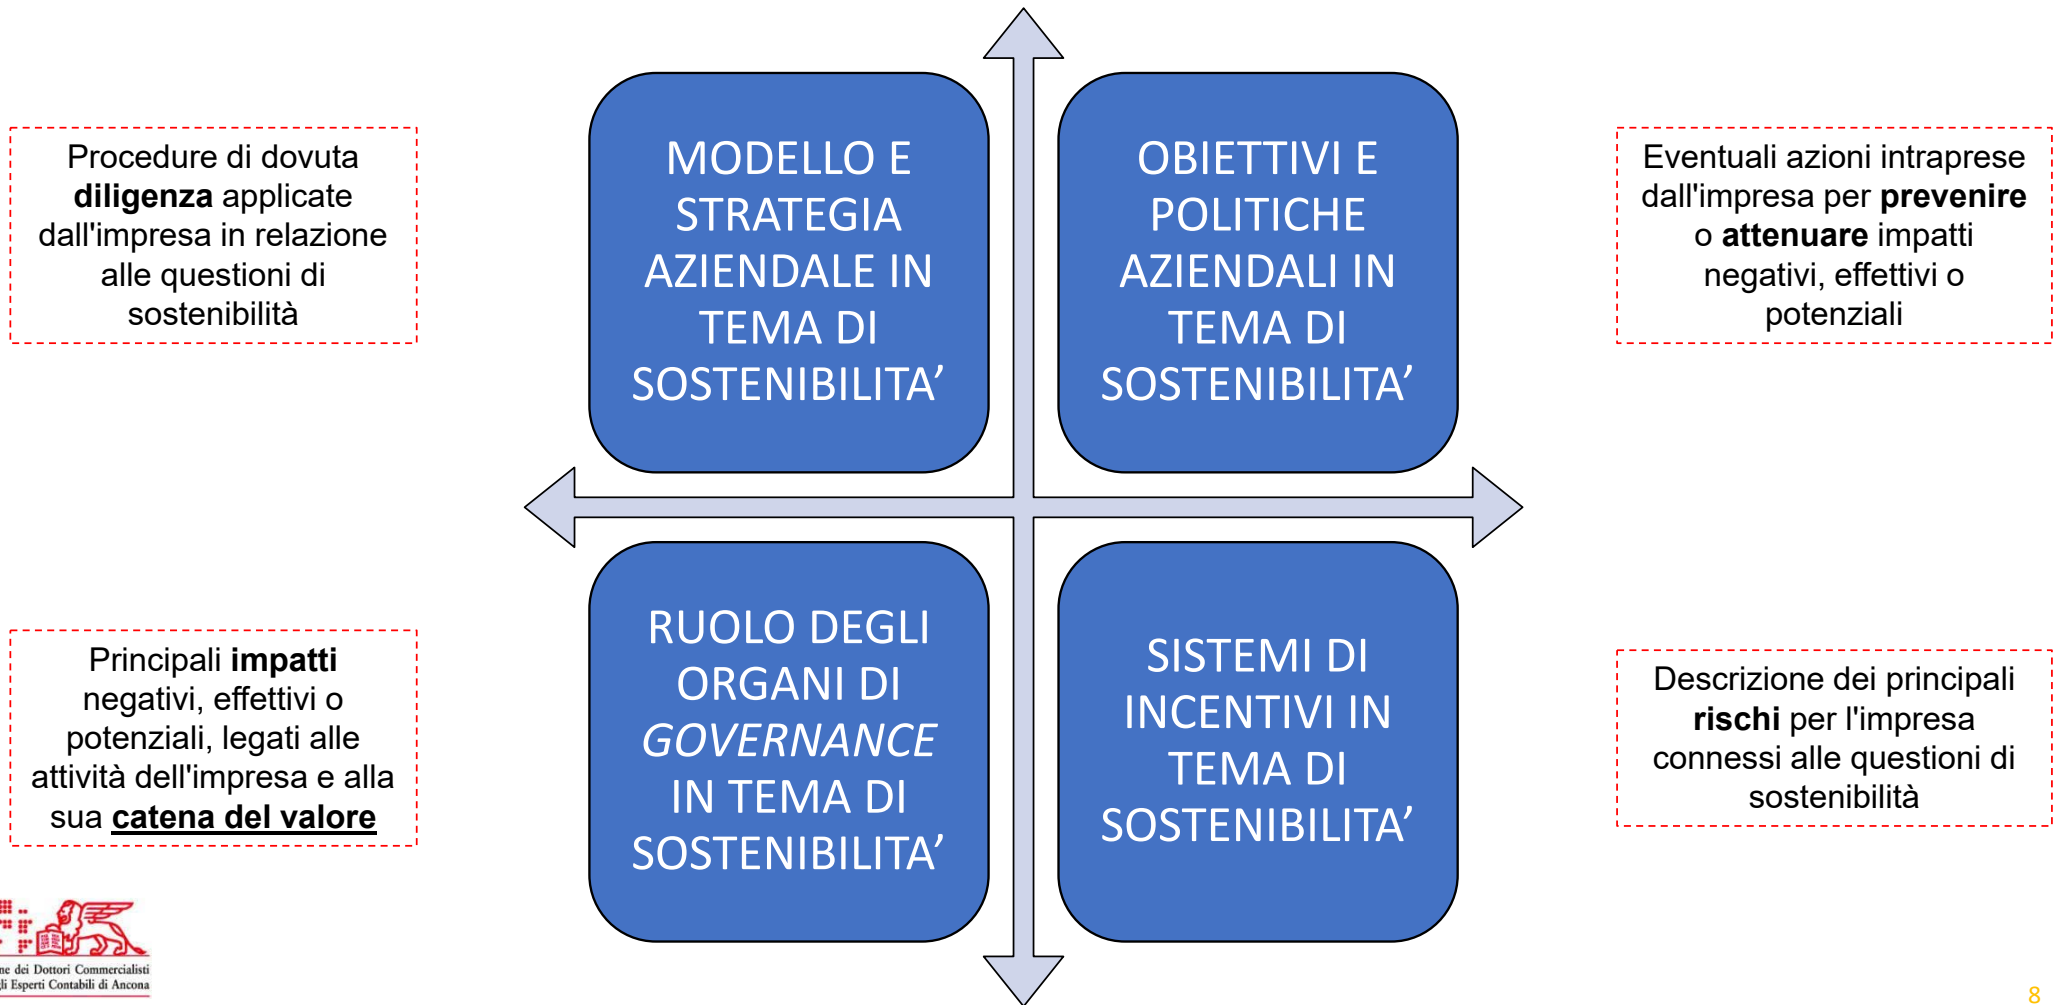 Procedure di dovuta
diligenza applicate
dall'impresa in relazione
alle questioni di
sostenibilità
MODELLO E
STRATEGIA
AZIENDALE IN
TEMA DI
SOSTENIBILITA’
OBIETTIVI E
POLITICHE
AZIENDALI IN
TEMA DI
SOSTENIBILITA’
Eventuali azioni intraprese
dall'impresa per prevenire
o attenuare impatti
negativi, effettivi o
potenziali
Principali impatti
negativi, effettivi o
potenziali, legati alle
attività dell'impresa e alla
sua catena del valore
RUOLO DEGLI
ORGANI DI
GOVERNANCE
IN TEMA DI
SOSTENIBILITA’
SISTEMI DI
INCENTIVI IN
TEMA DI
SOSTENIBILITA’
Descrizione dei principali
rischi per l'impresa
connessi alle questioni di
sostenibilità
ne dei Dottori Commercialisti
li Esperti Contabili di Ancona
8